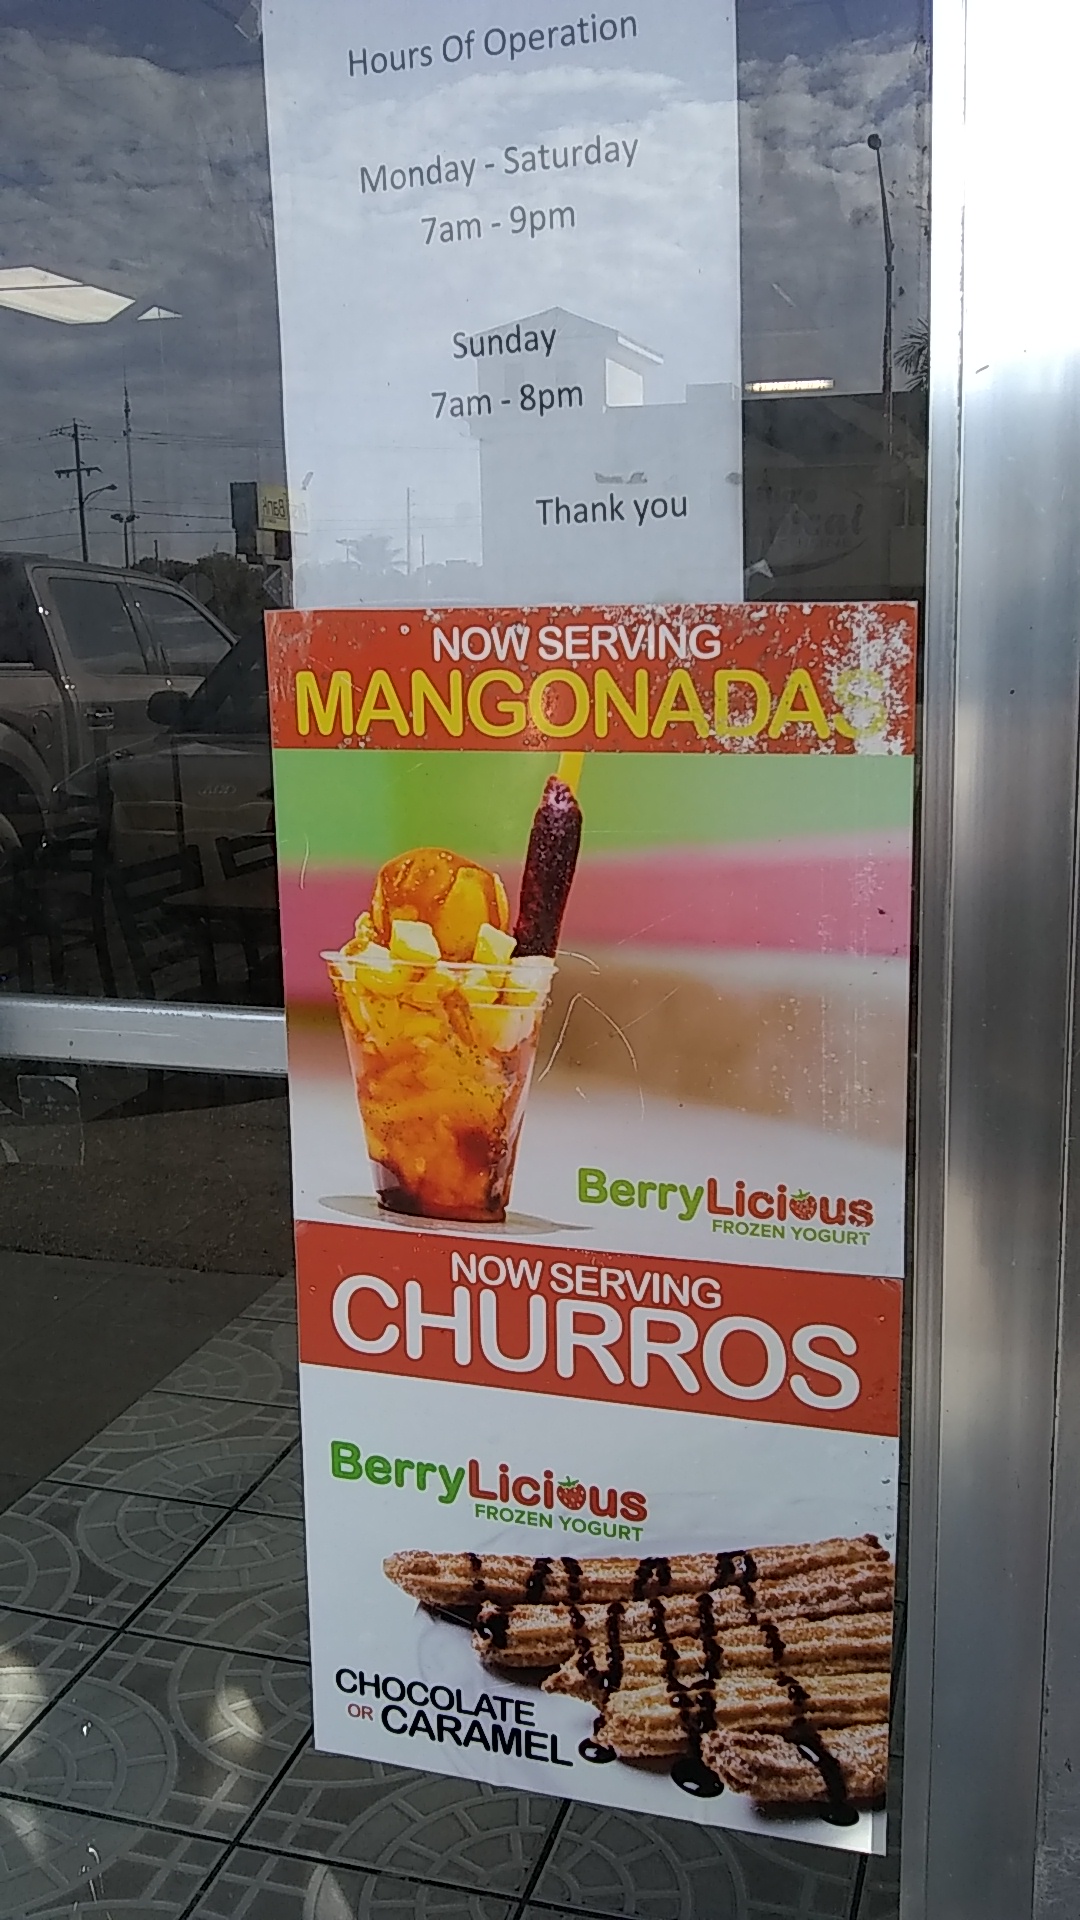 Hours Of Operation
Monday - Saturday
7am - 9pm
Sunday
7am - 8pm
Thank you
NOW SERVING
MANGONADAS
BerryLicious
FROZEN YOGURT
NOW SERVING
CHURROS
BerryLicious
FROZEN YOGURT
CHOCOLATE
OR CARAMEL